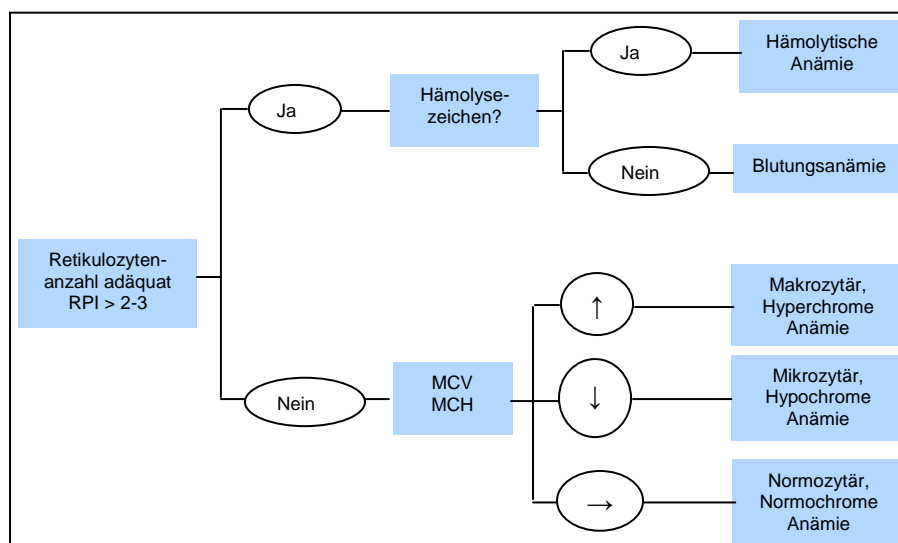 Retikulozyten-
anzahl adäquat
RPI > 2-3
Ja
Hämolyse-
zeichen?
Ja
Hämolytische
Anämie
Nein
Blutungsanämie
Nein
MCV
MCH
↑
Makrozytär,
Hyperchrome
Anämie
↓
Mikrozytär,
Hypochrome
Anämie
→
Normozytär,
Normochrome
Anämie